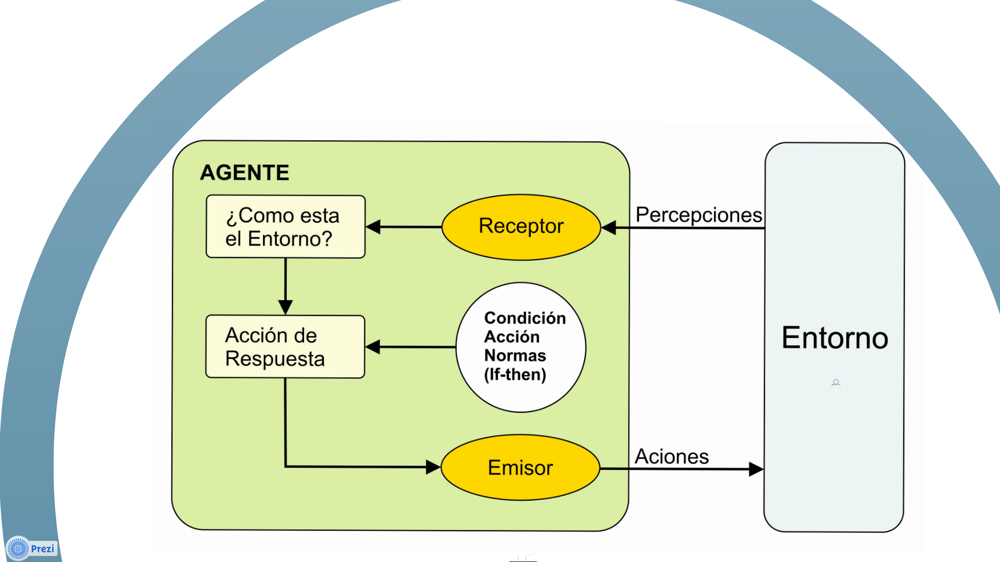 AGENTE
¿Como esta
el Entorno?
Receptor
Percepciones
Acción de
Respuesta
Condición
Acción
Normas
(If-then)
Entorno
Emisor
Aciones
Prezi